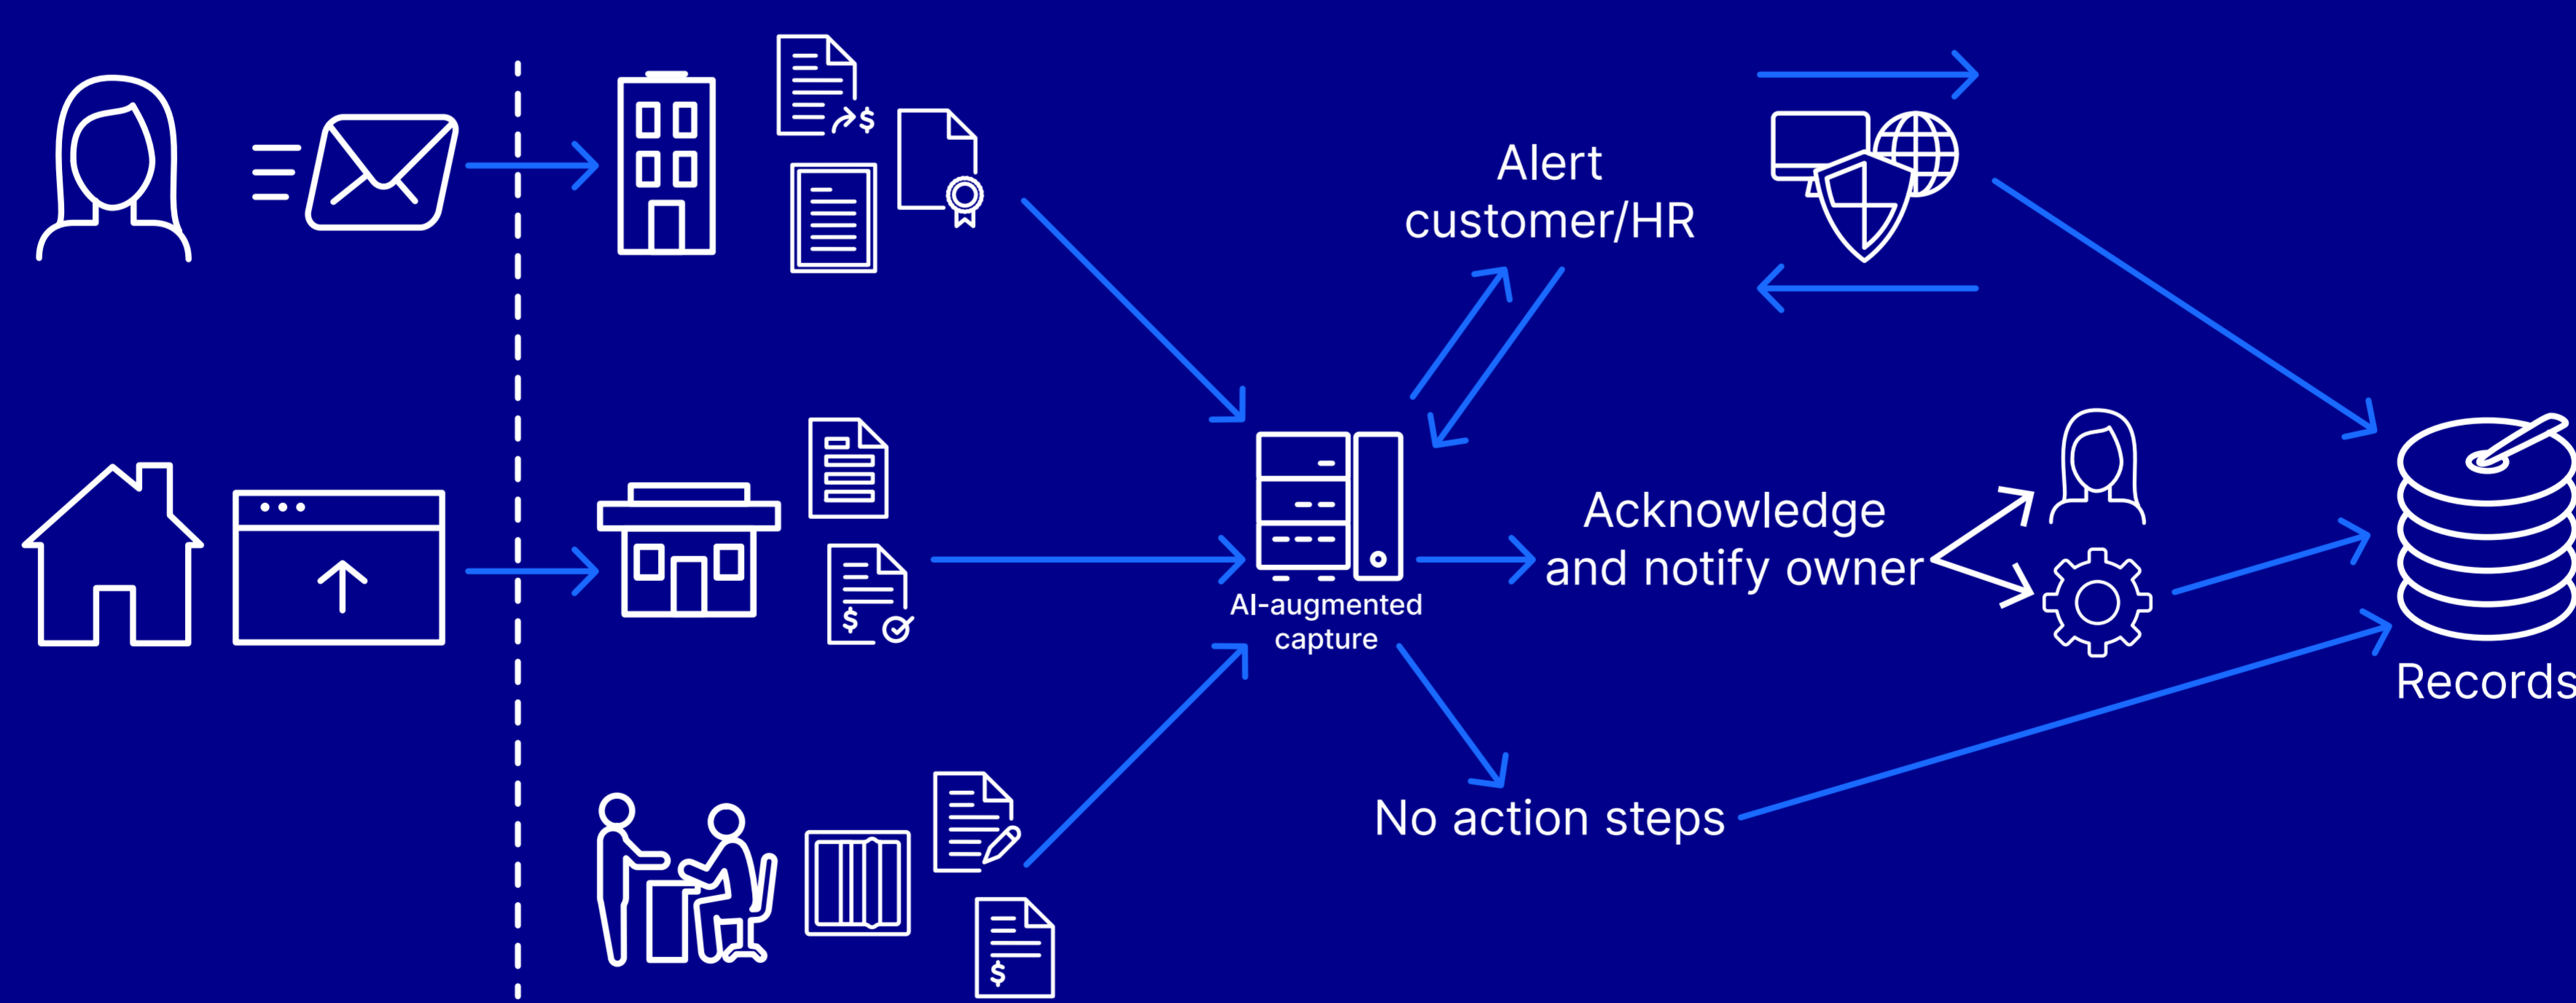 Alert
customer/HR
Acknowledge
and notify owner
AI-augmented
capture
Records
No action steps
$
$
$